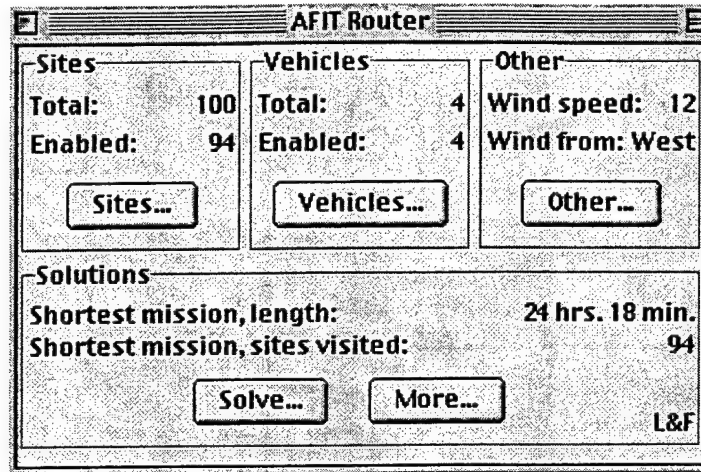 AFIT Router
Sites
Total: 100
Enabled: 94
Sites...
Vehicles
Total: 4
Enabled: 4
Vehicles...
Other
Wind speed: 12
Wind from: West
Other...
Solutions
Shortest mission, length: 24 hrs. 18 min.
Shortest mission, sites visited: 94
Solve... More...
L&F